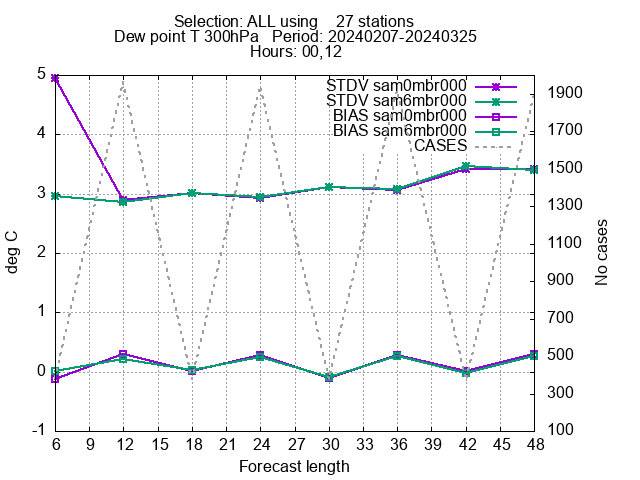 Selection: ALL using    27 stations
Dew point T 300hPa   Period: 20240207-20240325
Hours: 00,12
STDV sam0mbr000
STDV sam6mbr000
BIAS sam0mbr000
BIAS sam6mbr000
CASES
deg C
5
4
3
2
1
0
-1
1900
1700
1500
1300
1100
900
700
500
300
100
No cases
6 9 12 15 18 21 24 27 30 33 36 39 42 45 48
Forecast length